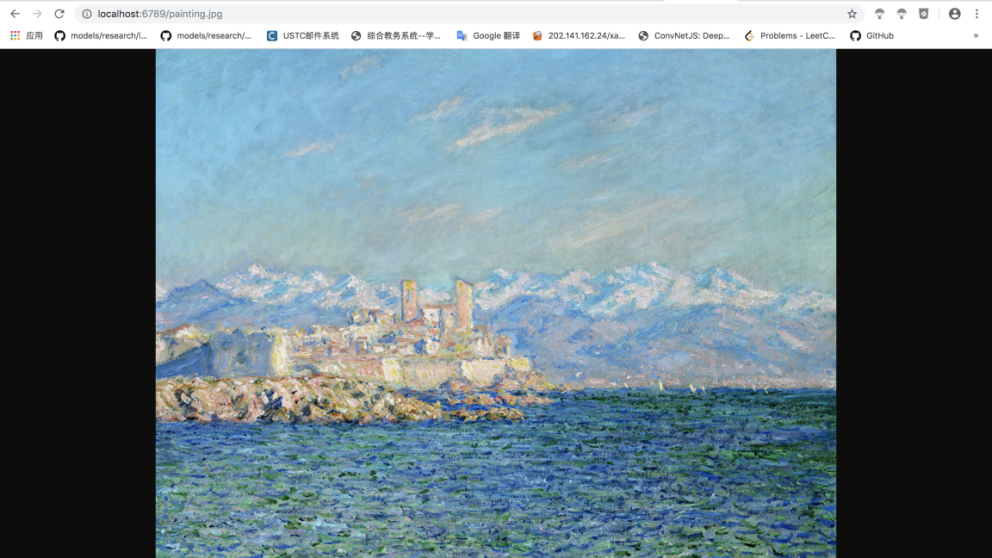 localhost:6789/painting.jpg
应用 models/research/i... models/research/... USTC邮件系统 综合教务系统--学... Google 翻译 202.141.162.24/xa... ConvNetJS: Deep... Problems - LeetC... GitHub »